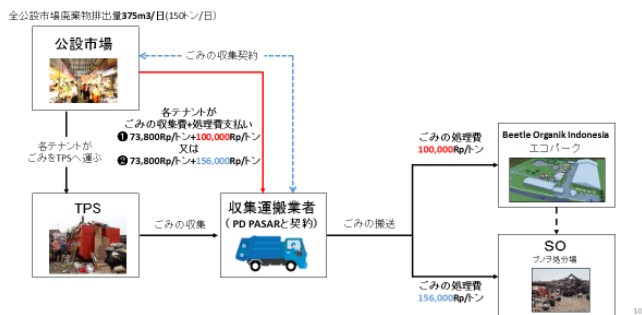 全公設市場廃棄物排出量375m3/日(150トン/日)
公設市場
ごみの収集契約
各テナントが
ごみの収集費+処理費支払い
❶ 73,800Rp/トン+100,000Rp/トン
又は
❷ 73,800Rp/トン+156,000Rp/トン
各テナントが
ごみをTPSへ運ぶ
ごみの処理費
100,000Rp/トン
Beetle Organik Indonesia
エコパーク
TPS
ごみの収集
収集運搬業者
( PD PASARと契約)
ごみの搬送
SO
ブノヲ処分場
ごみの処理費
156,000Rp/トン